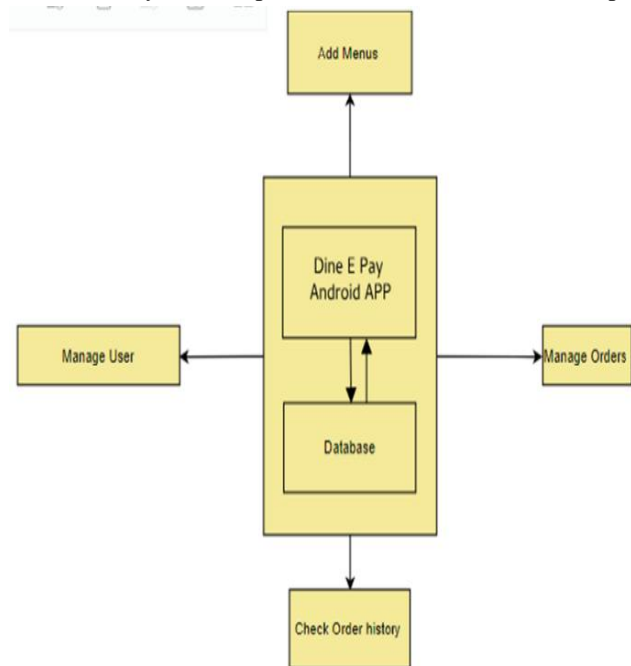 Add Menus
Dine E Pay
Android APP
Manage User
Manage Orders
Database
Check Order history